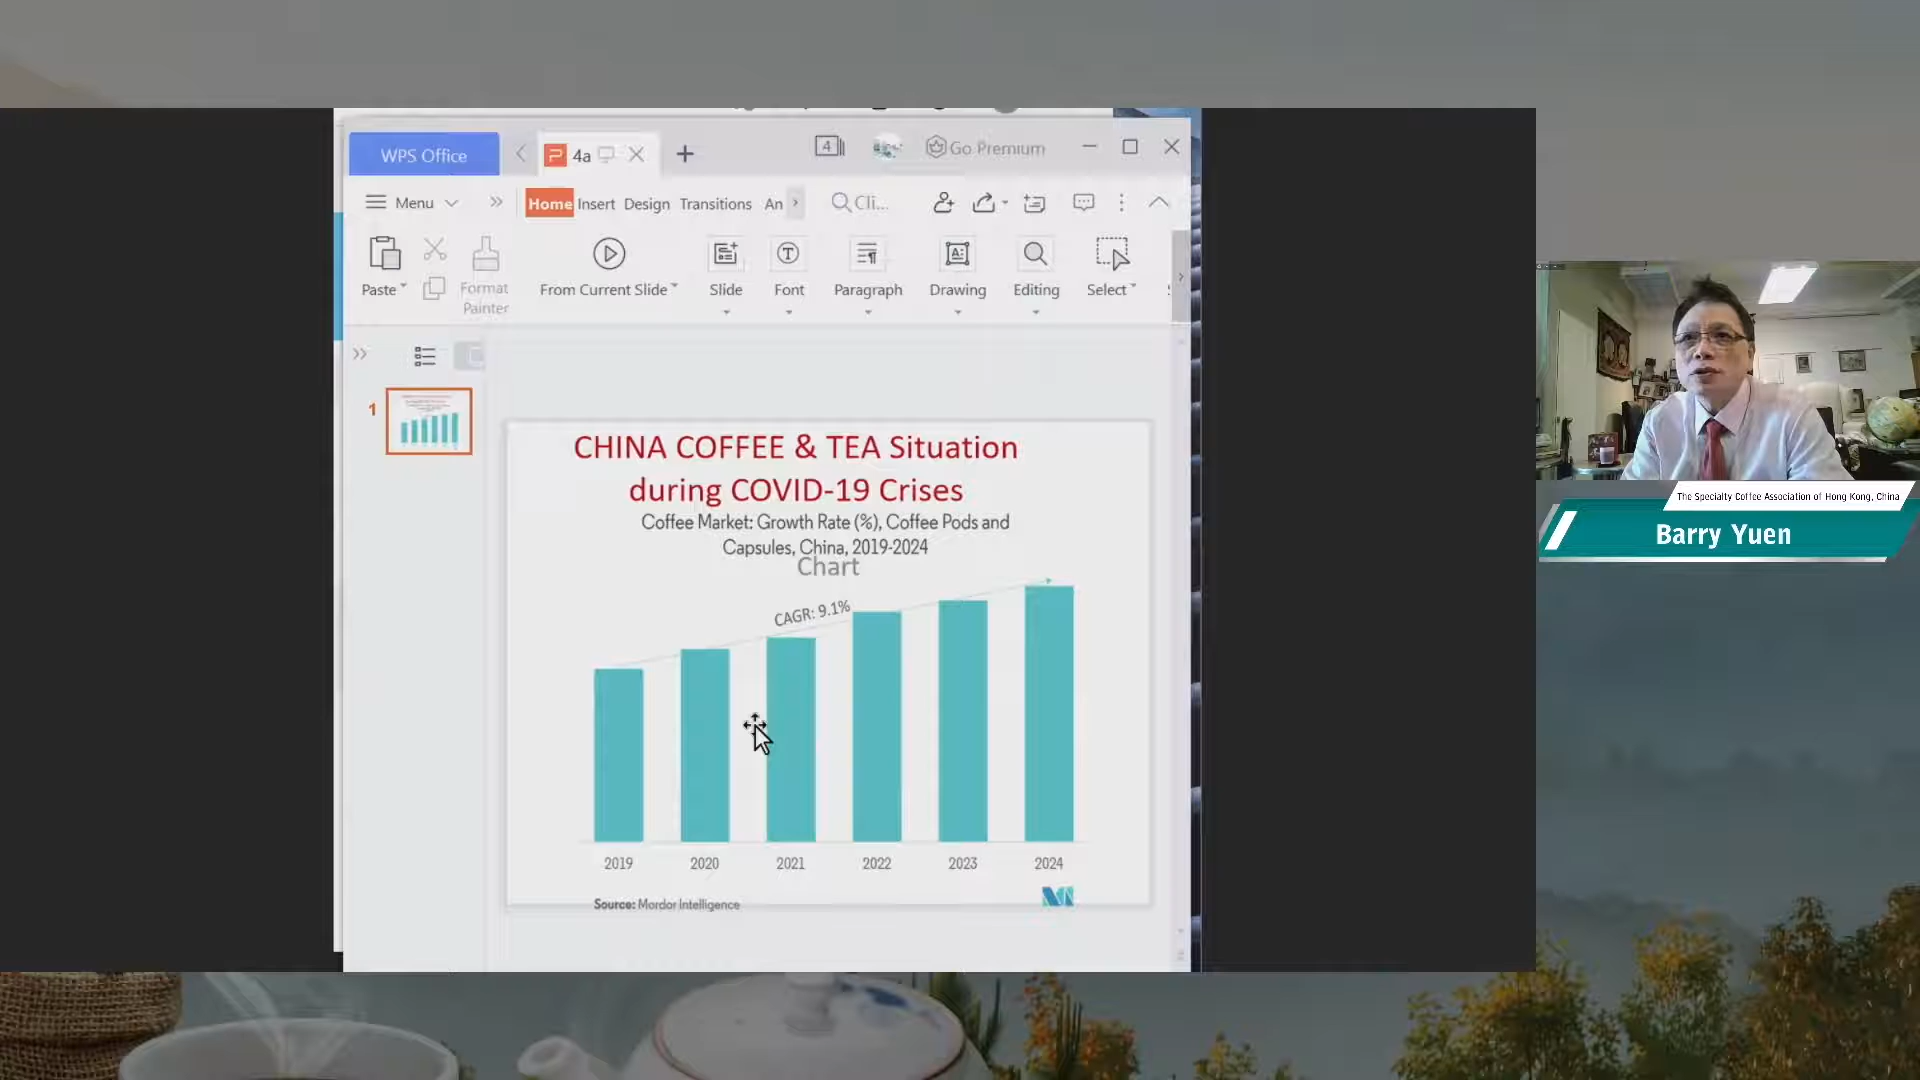 WPS Office
4a
4
Go Premium
Menu
Home Insert Design Transitions An
Cli...
Paste
Format
Painter
From Current Slide
Slide
Font
Paragraph
Drawing
Editing
Select
1
CHINA COFFEE & TEA Situation
during COVID-19 Crises
Coffee Market: Growth Rate (%), Coffee Pods and
Capsules, China, 2019-2024
Chart
CAGR: 9.1%
2019 2020 2021 2022 2023 2024
Source: Mordor Intelligence
The Specialty Coffee Association of Hong Kong, China
Barry Yuen